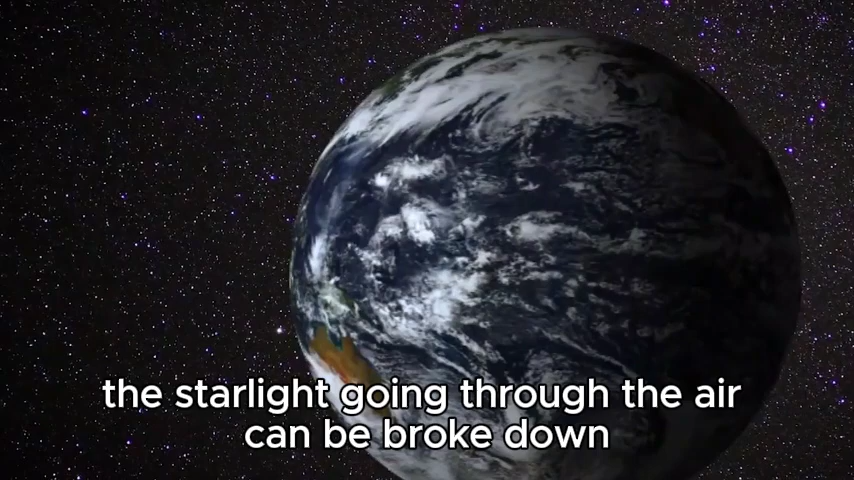 the starlight going through the air
can be broke down